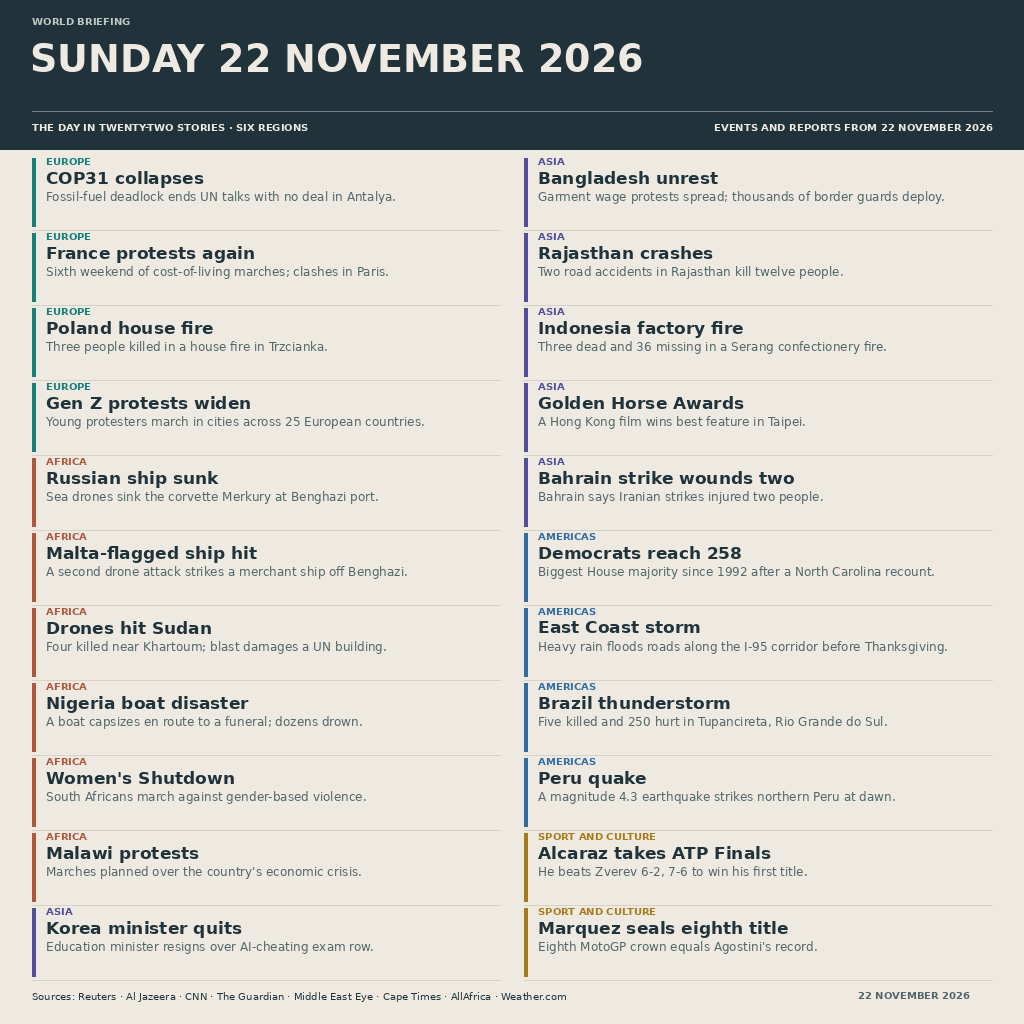 WORLD BRIEFING
SUNDAY 22 NOVEMBER 2026
THE DAY IN TWENTY-TWO STORIES · SIX REGIONS
EVENTS AND REPORTS FROM 22 NOVEMBER 2026
EUROPE
COP31 collapses
Fossil-fuel deadlock ends UN talks with no deal in Antalya.
EUROPE
France protests again
Sixth weekend of cost-of-living marches; clashes in Paris.
EUROPE
Poland house fire
Three people killed in a house fire in Trzcianka.
EUROPE
Gen Z protests widen
Young protesters march in cities across 25 European countries.
AFRICA
Russian ship sunk
Sea drones sink the corvette Merkury at Benghazi port.
AFRICA
Malta-flagged ship hit
A second drone attack strikes a merchant ship off Benghazi.
AFRICA
Drones hit Sudan
Four killed near Khartoum; blast damages a UN building.
AFRICA
Nigeria boat disaster
A boat capsizes en route to a funeral; dozens drown.
AFRICA
Women's Shutdown
South Africans march against gender-based violence.
AFRICA
Malawi protests
Marches planned over the country's economic crisis.
ASIA
Korea minister quits
Education minister resigns over AI-cheating exam row.
ASIA
Bangladesh unrest
Garment wage protests spread; thousands of border guards deploy.
ASIA
Rajasthan crashes
Two road accidents in Rajasthan kill twelve people.
ASIA
Indonesia factory fire
Three dead and 36 missing in a Serang confectionery fire.
ASIA
Golden Horse Awards
A Hong Kong film wins best feature in Taipei.
ASIA
Bahrain strike wounds two
Bahrain says Iranian strikes injured two people.
AMERICAS
Democrats reach 258
Biggest House majority since 1992 after a North Carolina recount.
AMERICAS
East Coast storm
Heavy rain floods roads along the I-95 corridor before Thanksgiving.
AMERICAS
Brazil thunderstorm
Five killed and 250 hurt in Tupancireta, Rio Grande do Sul.
AMERICAS
Peru quake
A magnitude 4.3 earthquake strikes northern Peru at dawn.
SPORT AND CULTURE
Alcaraz takes ATP Finals
He beats Zverev 6-2, 7-6 to win his first title.
SPORT AND CULTURE
Marquez seals eighth title
Eighth MotoGP crown equals Agostini's record.
Sources: Reuters · Al Jazeera · CNN · The Guardian · Middle East Eye · Cape Times · AllAfrica · Weather.com
22 NOVEMBER 2026